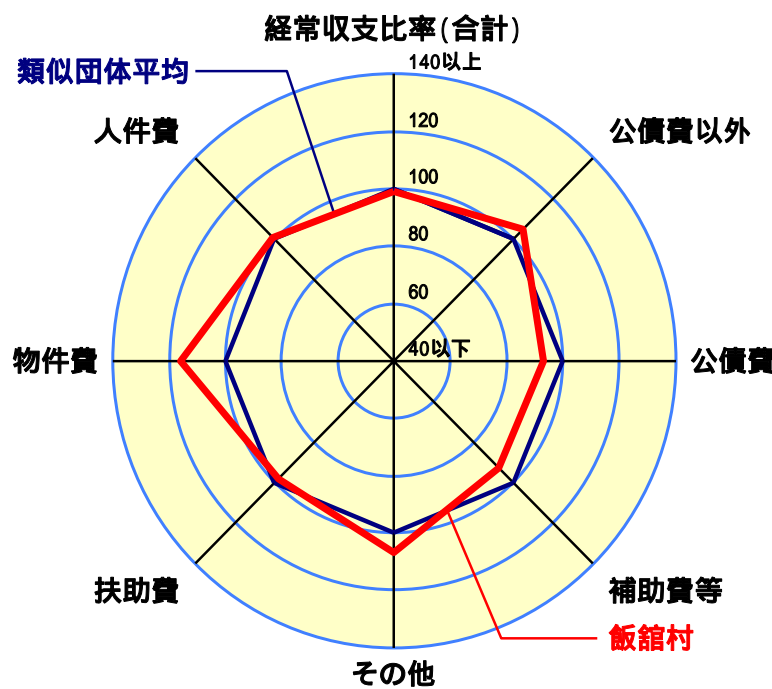 経常収支比率(合計)
類似団体平均
140以上
人件費
120
公債費以外
100
80
60
40以下
物件費
公債費
扶助費
補助費等
飯舘村
その他